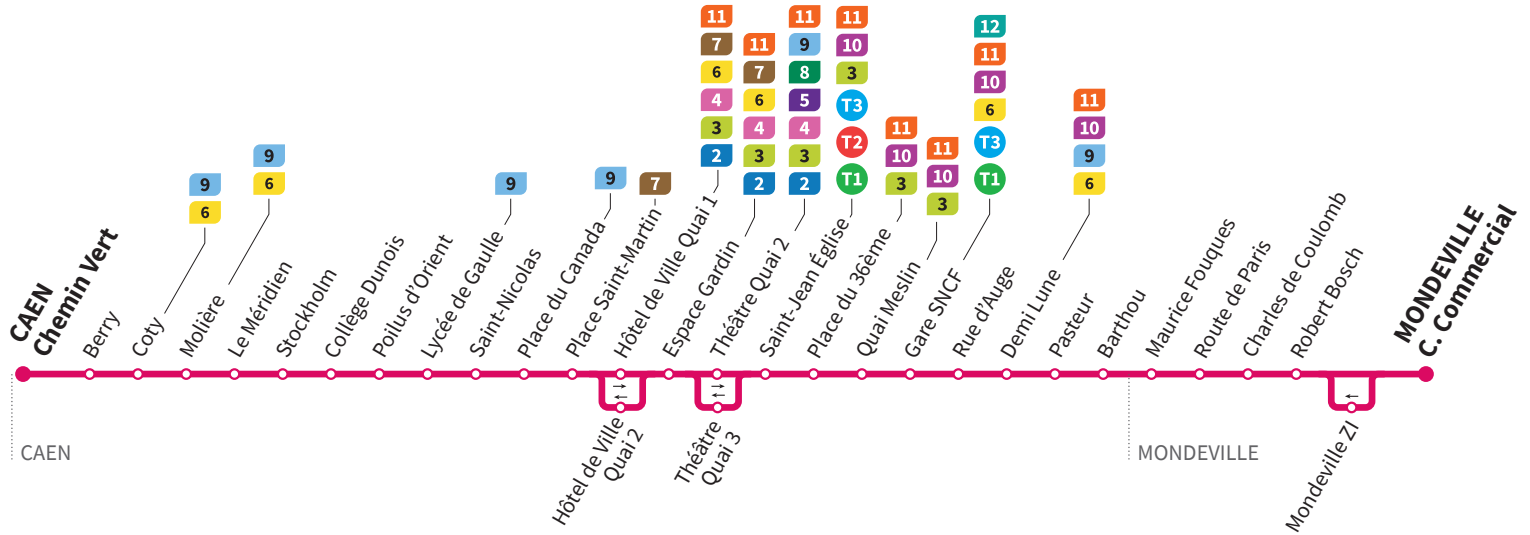 11
7
6
4
3
2
11
7
6
4
3
2
11
9
8
5
4
3
2
11
10
3
T3
T2
T1
12
11
10
6
T3
T1
9
6
9
6
9
9
7
11
10
3
11
10
3
11
10
9
6
CAEN
Chemin Vert
Berry
Coty
Molière
Le Méridien
Stockholm
Collège Dunois
Poilus d'Orient
Lycée de Gaulle
Saint-Nicolas
Place du Canada
Place Saint-Martin
Hôtel de Ville Quai 1
Espace Gardin
Théâtre Quai 2
Saint-Jean Église
Place du 36ème
Quai Meslin
Gare SNCF
Rue d'Auge
Demi Lune
Pasteur
Barthou
Maurice Fouques
Route de Paris
Charles de Coulomb
Robert Bosch
MONDEVILLE
C. Commercial
Hôtel de Ville
Quai 2
Théâtre
Quai 3
Mondeville ZI
CAEN
MONDEVILLE